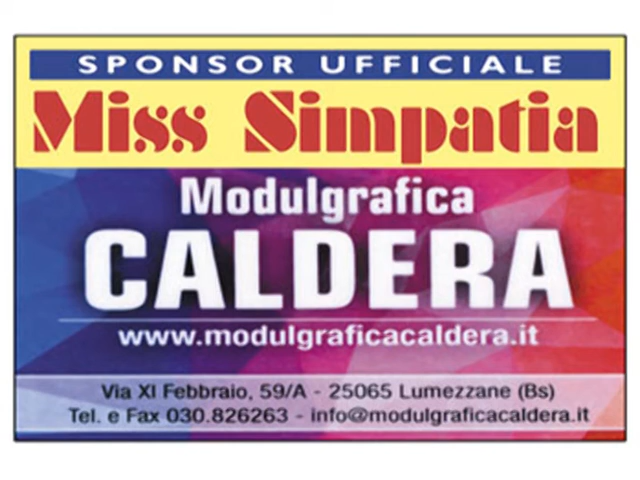 SPONSOR UFFICIALE
Miss Simpatia
Modulgrafica
CALDERA
www.modulgraficacaldera.it
Via XI Febbraio, 59/A - 25065 Lumezzane (Bs)
Tel. e Fax 030.826263 - info@modulgraficacaldera.it